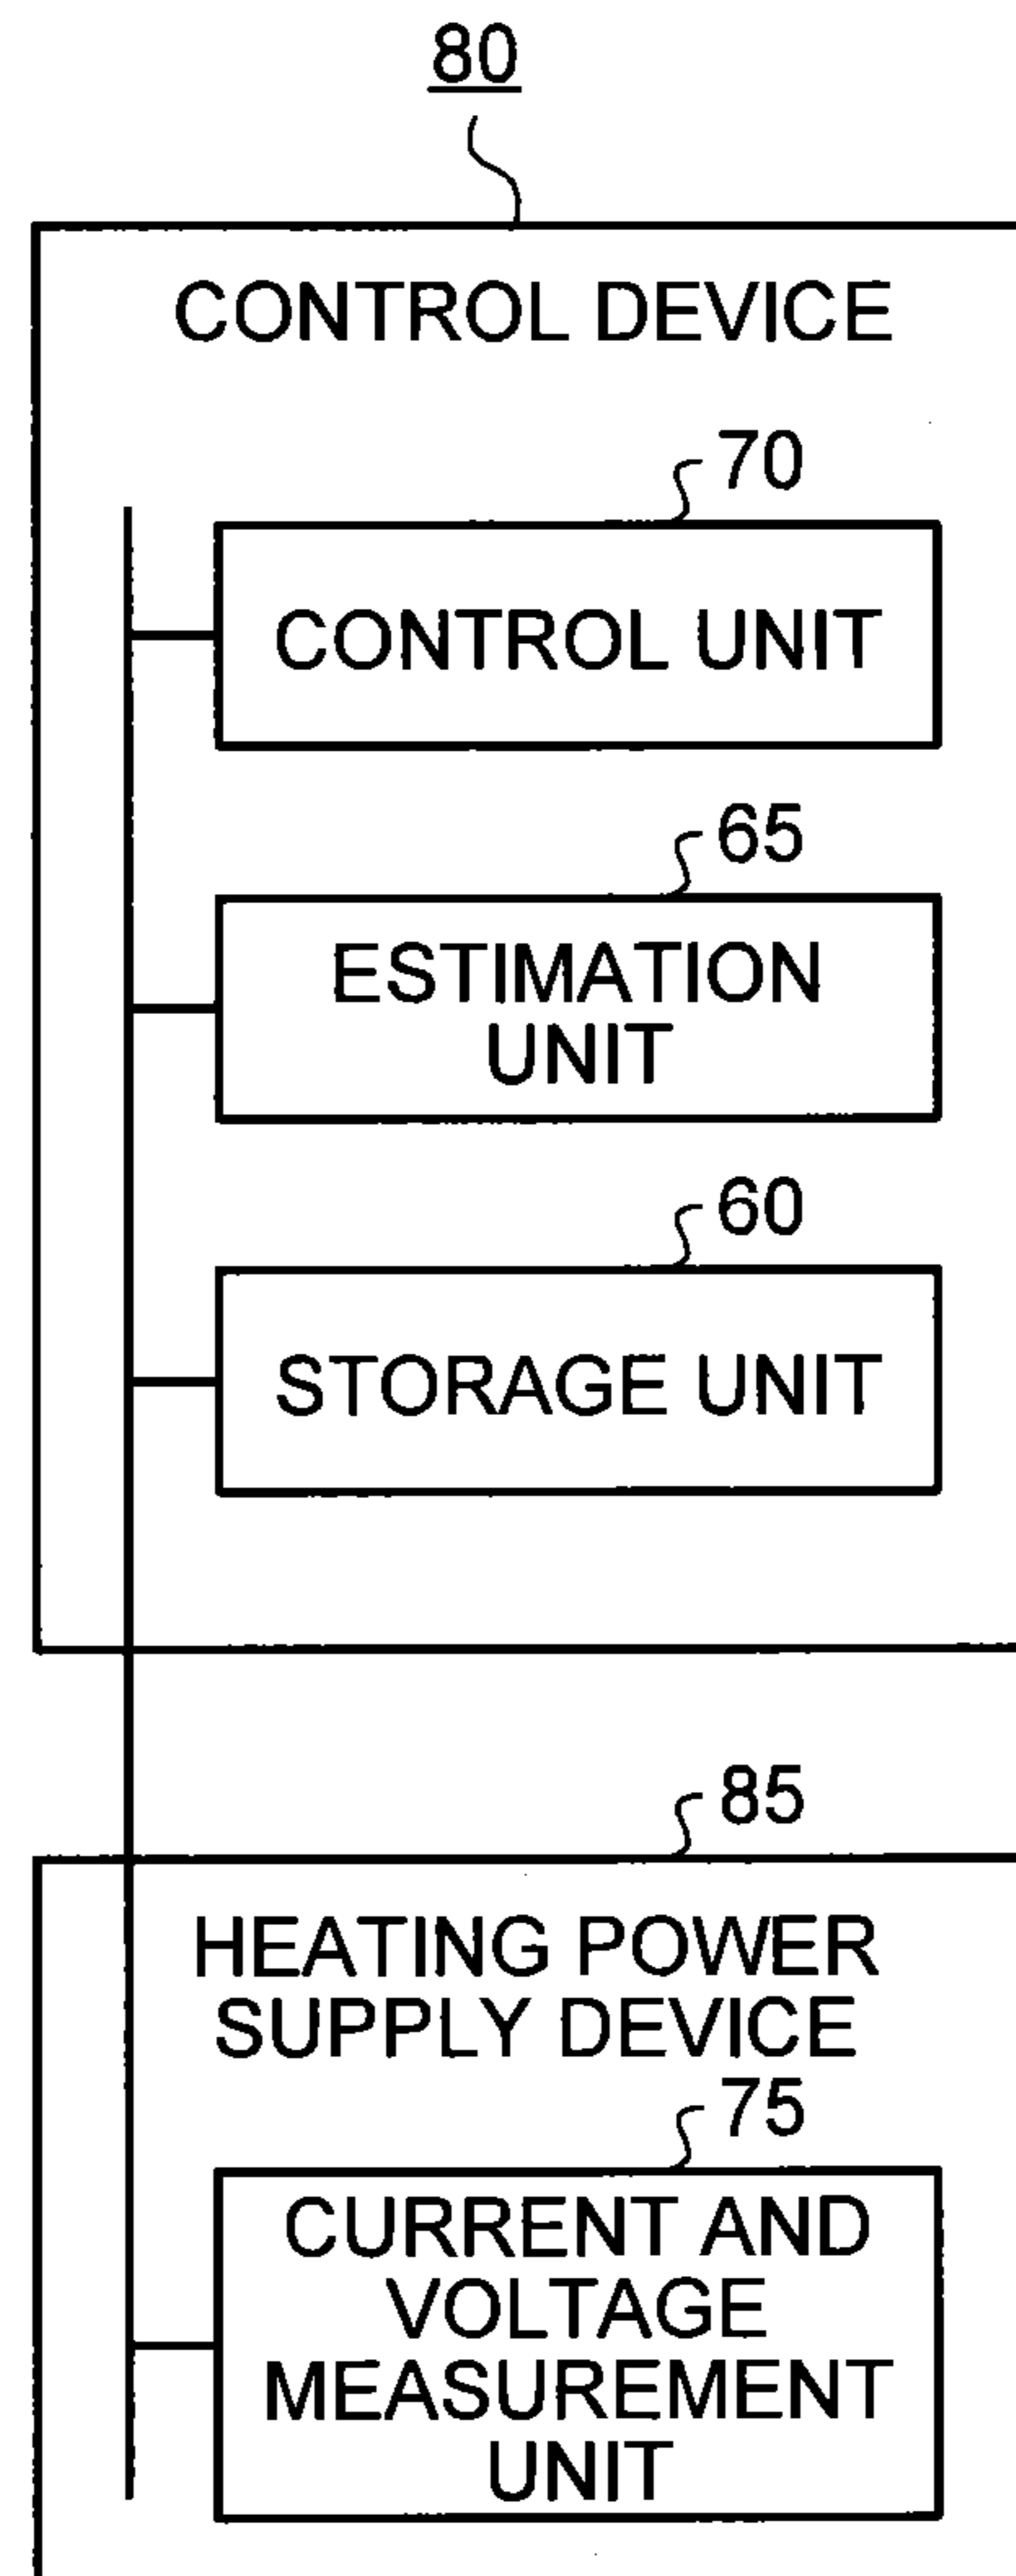 80
CONTROL DEVICE
70
CONTROL UNIT
65
ESTIMATION
UNIT
60
STORAGE UNIT
85
HEATING POWER
SUPPLY DEVICE
75
CURRENT AND
VOLTAGE
MEASUREMENT
UNIT